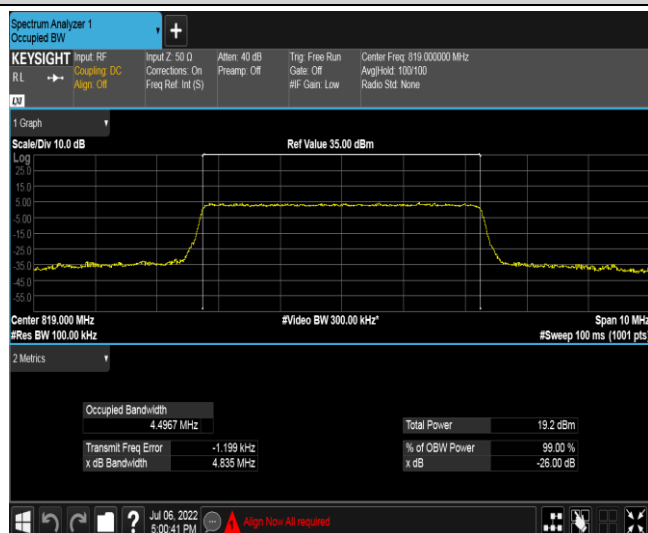 Spectrum Analyzer 1
Occupied BW
+
KEYSIGHT Input: RF Input Z: 50 Ω Atten: 40 dB Trig: Free Run Center Freq: 819.000000 MHz
RL Coupling: DC Corrections: On Preamp: Off Gate: Off Avg|Hold: 100/100
Align: Off Freq Ref: Int (S) #IF Gain: Low Radio Std: None
LXI
1 Graph
Scale/Div 10.0 dB Ref Value 35.00 dBm
Log
25.0
15.0
5.00
-5.00
-15.0
-25.0
-35.0
-45.0
-55.0
Center 819.000 MHz #Video BW 300.00 kHz* Span 10 MHz
#Res BW 100.00 kHz #Sweep 100 ms (1001 pts)
2 Metrics
Occupied Bandwidth
4.4967 MHz Total Power 19.2 dBm
Transmit Freq Error -1.199 kHz % of OBW Power 99.00 %
x dB Bandwidth 4.835 MHz x dB -26.00 dB
? Jul 06, 2022
5:00:41 PM
1 Align Now All required